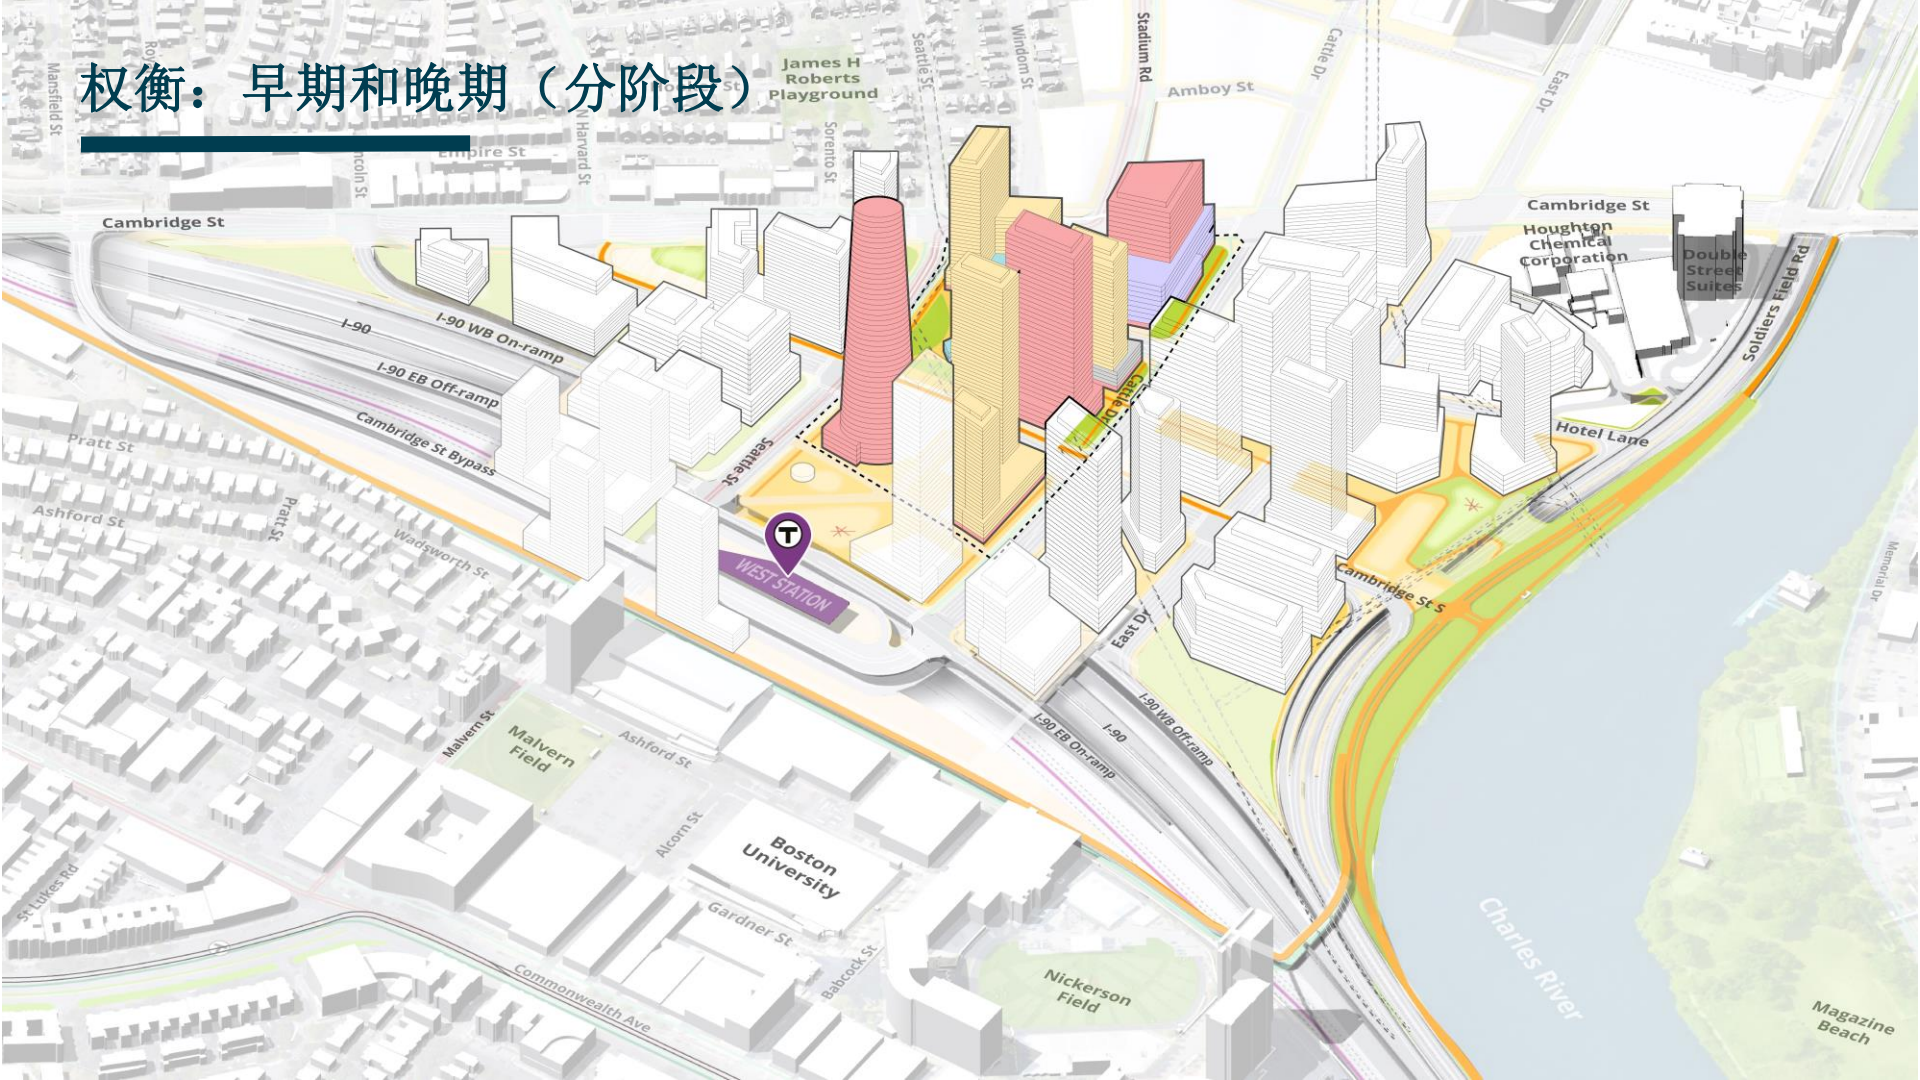 权衡：早期和晚期（分阶段）
James H
Roberts
Playground
Mansfield St
N Harvard St
Sorento St
Seattle St
Windom St
Stadium Rd
Cattle Dr
East Dr
Amboy St
Empire St
Cambridge St
Cambridge St
Houghton
Chemical
Corporation
Double
Street
Suites
Soldiers Field Rd
I-90
I-90 WB On-ramp
I-90 EB Off-ramp
Cambridge St Bypass
Cattle Dr
Seattle St
Hotel Lane
Pratt St
Ashford St
Pratt St
Wadsworth St
T
WEST STATION
Cambridge St S
East Dr
Memorial Dr
I-90 EB On-ramp
I-90
I-90 WB Off-ramp
Malvern St
Malvern
Field
Ashford St
Alcorn St
Boston
University
St Lukes Rd
Gardner St
Babcock St
Commonwealth Ave
Nickerson
Field
Charles River
Magazine
Beach